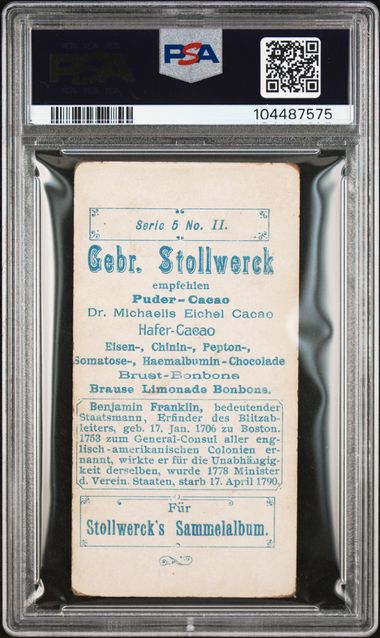 PSA
PSA
104487575
Serie 5 No. II.
Gebr. Stollwerck
empfehlen
Puder-Cacao
Dr. Michaelis Eichel Cacao
Hafer-Cacao
Eisen-, Chinin-, Pepton-,
Somatose-, Haemalbumin-Chocolade
Brust-Bonbons
Brause Limonade Bonbons.
Benjamin Franklin, bedeutender
Staatsmann, Erfinder des Blitzab-
leiters, geb. 17. Jan. 1706 zu Boston.
1753 zum General-Consul aller eng-
lisch-amerikanischen Colonien er-
nannt, wirkte er für die Unabhängig-
keit derselben, wurde 1778 Minister
d. Verein. Staaten, starb 17. April 1790.
Für
Stollwerck's Sammelalbum.